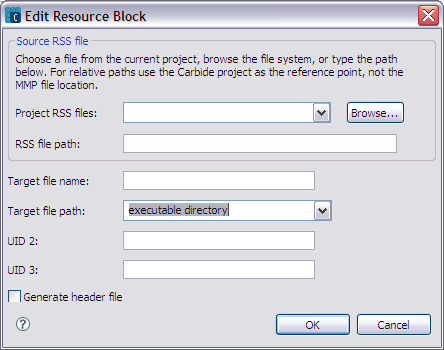 Edit Resource Block
Source RSS file
Choose a file from the current project, browse the file system, or type the path
below. For relative paths use the Carbide project as the reference point, not the
MMP file location.
Project RSS files:
Browse...
RSS file path:
Target file name:
Target file path: executable directory
UID 2:
UID 3:
Generate header file
?
OK Cancel